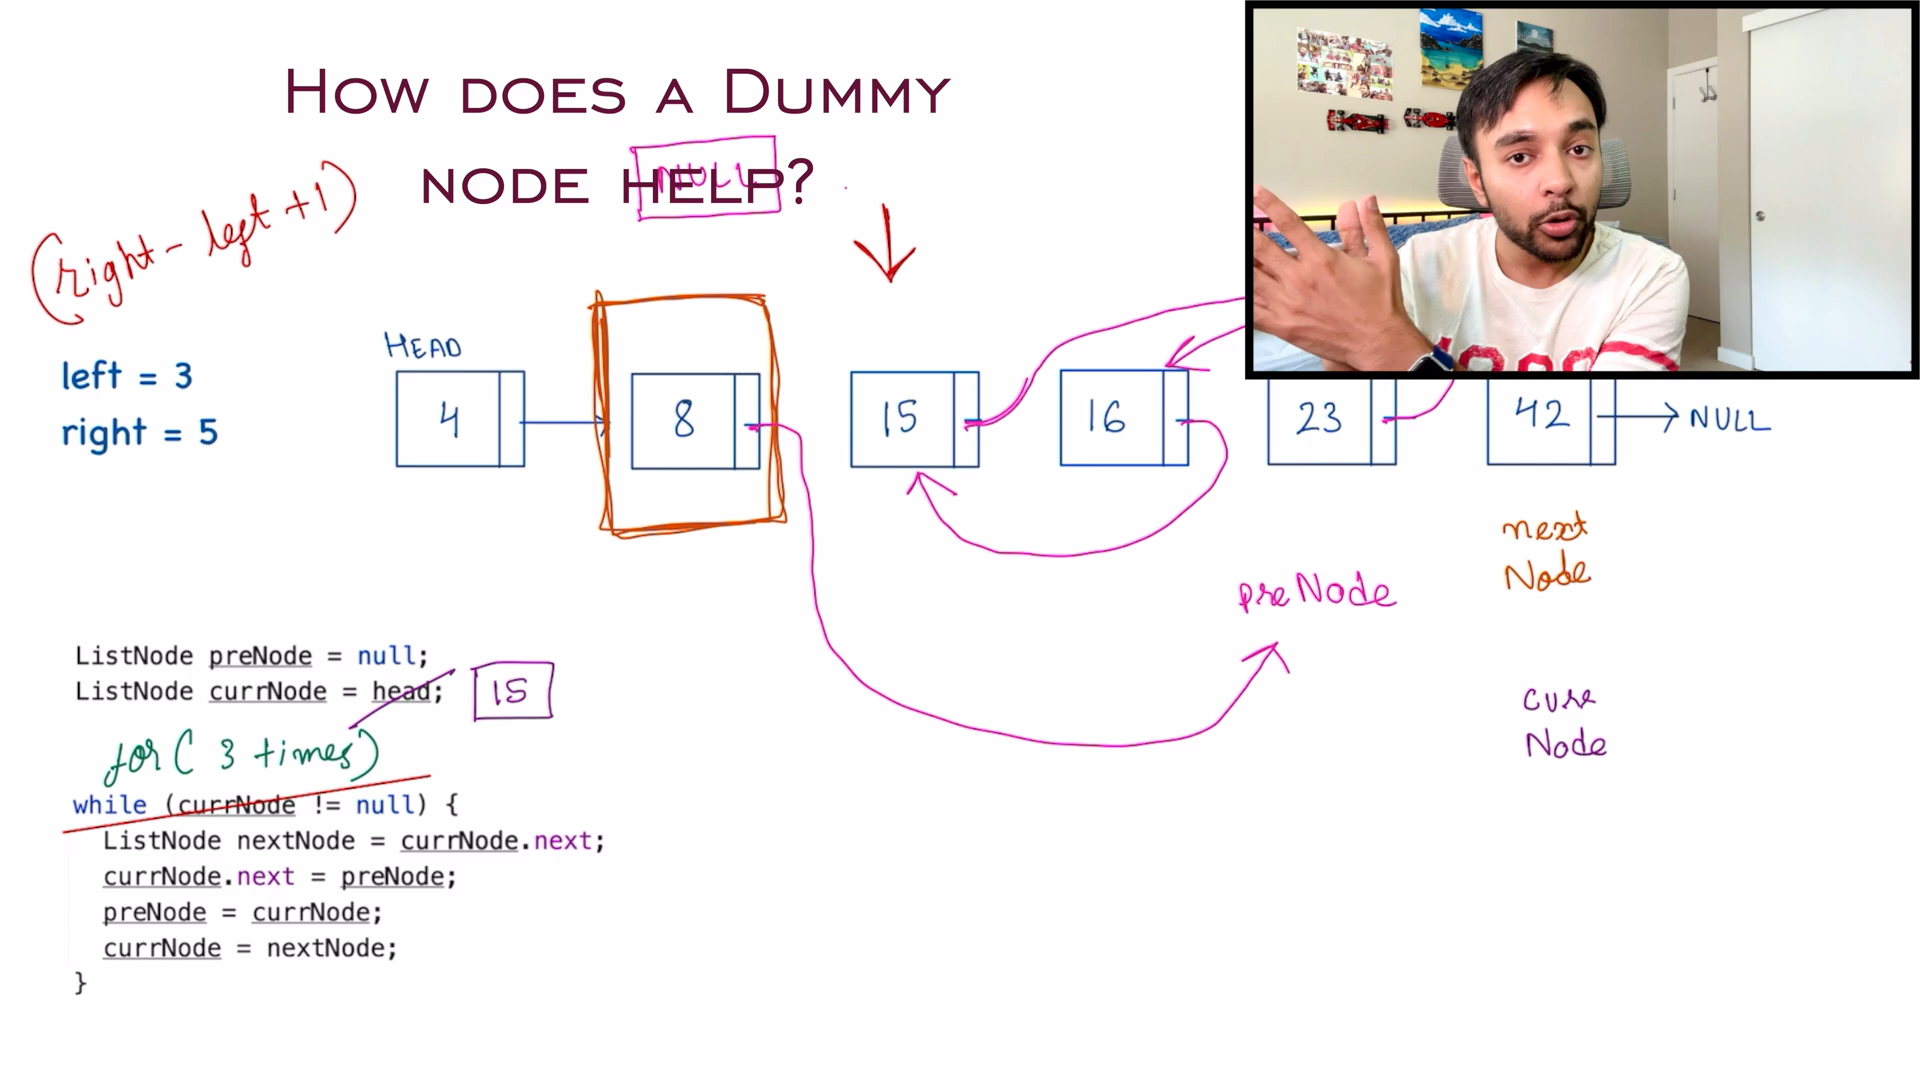 HOW DOES A DUMMY
NODE HELP?
NULL
(right - left + 1)
left = 3
right = 5
HEAD
4
8
15
16
23
42
NULL
next
Node
preNode
curr
Node
ListNode preNode = null;
ListNode currNode = head;
15
for( 3 times)
while (currNode != null) {
ListNode nextNode = currNode.next;
currNode.next = preNode;
preNode = currNode;
currNode = nextNode;
}